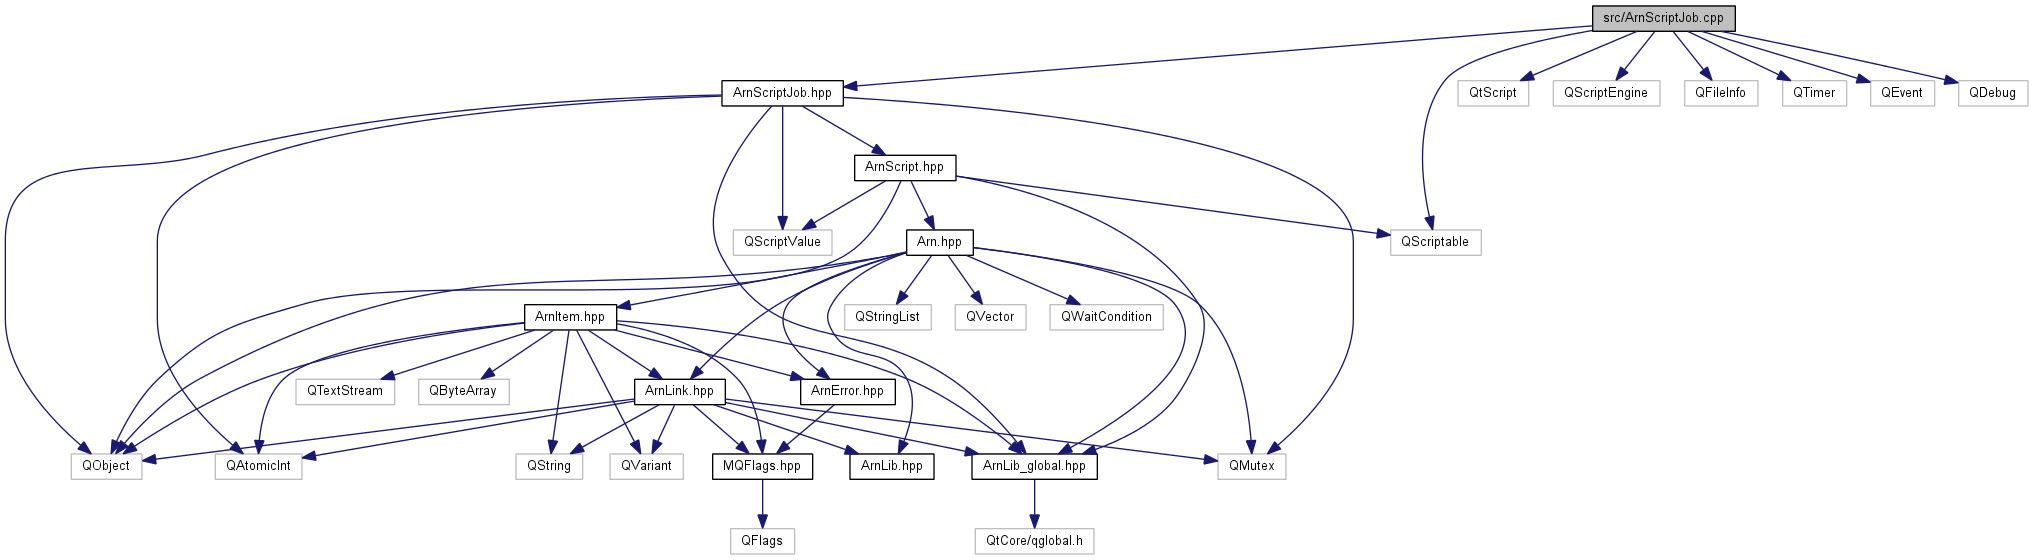 src/ArnScriptJob.cpp
ArnScriptJob.hpp
QtScript
QScriptEngine
QFileInfo
QTimer
QEvent
QDebug
ArnScript.hpp
QScriptValue
Arn.hpp
QScriptable
ArnItem.hpp
QStringList
QVector
QWaitCondition
QTextStream
QByteArray
ArnLink.hpp
ArnError.hpp
QObject
QAtomicInt
QString
QVariant
MQFlags.hpp
ArnLib.hpp
ArnLib_global.hpp
QMutex
QFlags
QtCore/qglobal.h